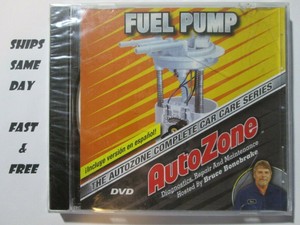 SHIPS
SAME
DAY
FAST
&
FREE
FUEL PUMP
¡Incluye versión en español!
THE AUTOZONE COMPLETE CAR CARE SERIES
AutoZone
Diagnostics, Repair And Maintenance
Hosted by Bruce Bonebrake
DVD